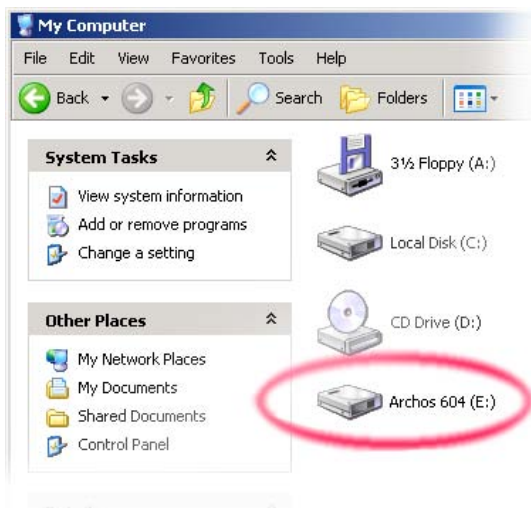 My Computer
File Edit View Favorites Tools Help
Back Search Folders
System Tasks
View system information
Add or remove programs
Change a setting
Other Places
My Network Places
My Documents
Shared Documents
Control Panel
3½ Floppy (A:)
Local Disk (C:)
CD Drive (D:)
Archos 604 (E:)